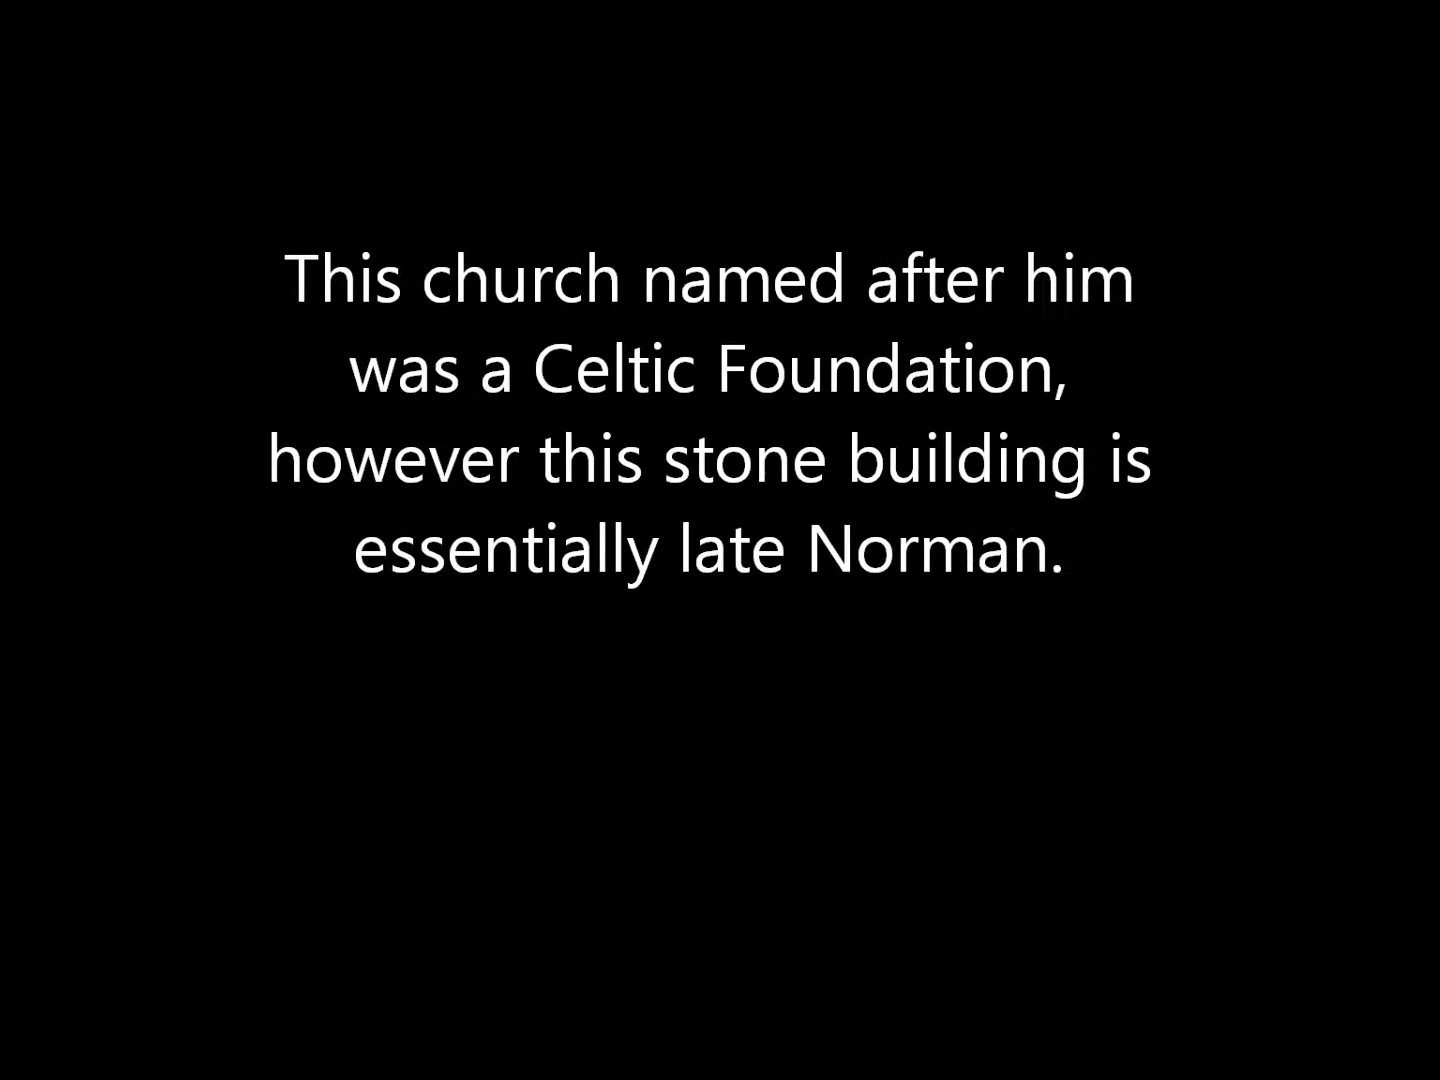 This church named after him
was a Celtic Foundation,
however this stone building is
essentially late Norman.